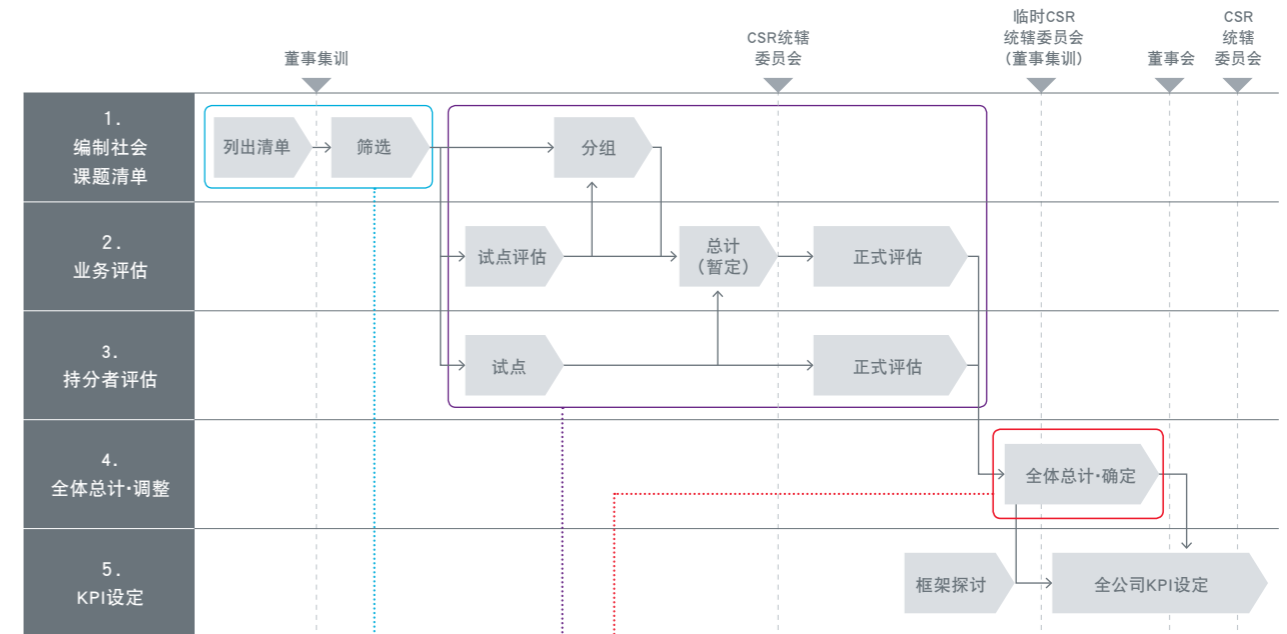 董事集训
CSR统辖
委员会
临时CSR
统辖委员会
（董事集训）
董事会
CSR
统辖
委员会
1.
编制社会
课题清单
列出清单
筛选
分组
2.
业务评估
试点评估
总计
（暂定）
正式评估
3.
持分者评估
试点
正式评估
4.
全体总计·调整
全体总计·确定
5.
KPI设定
框架探讨
全公司KPI设定